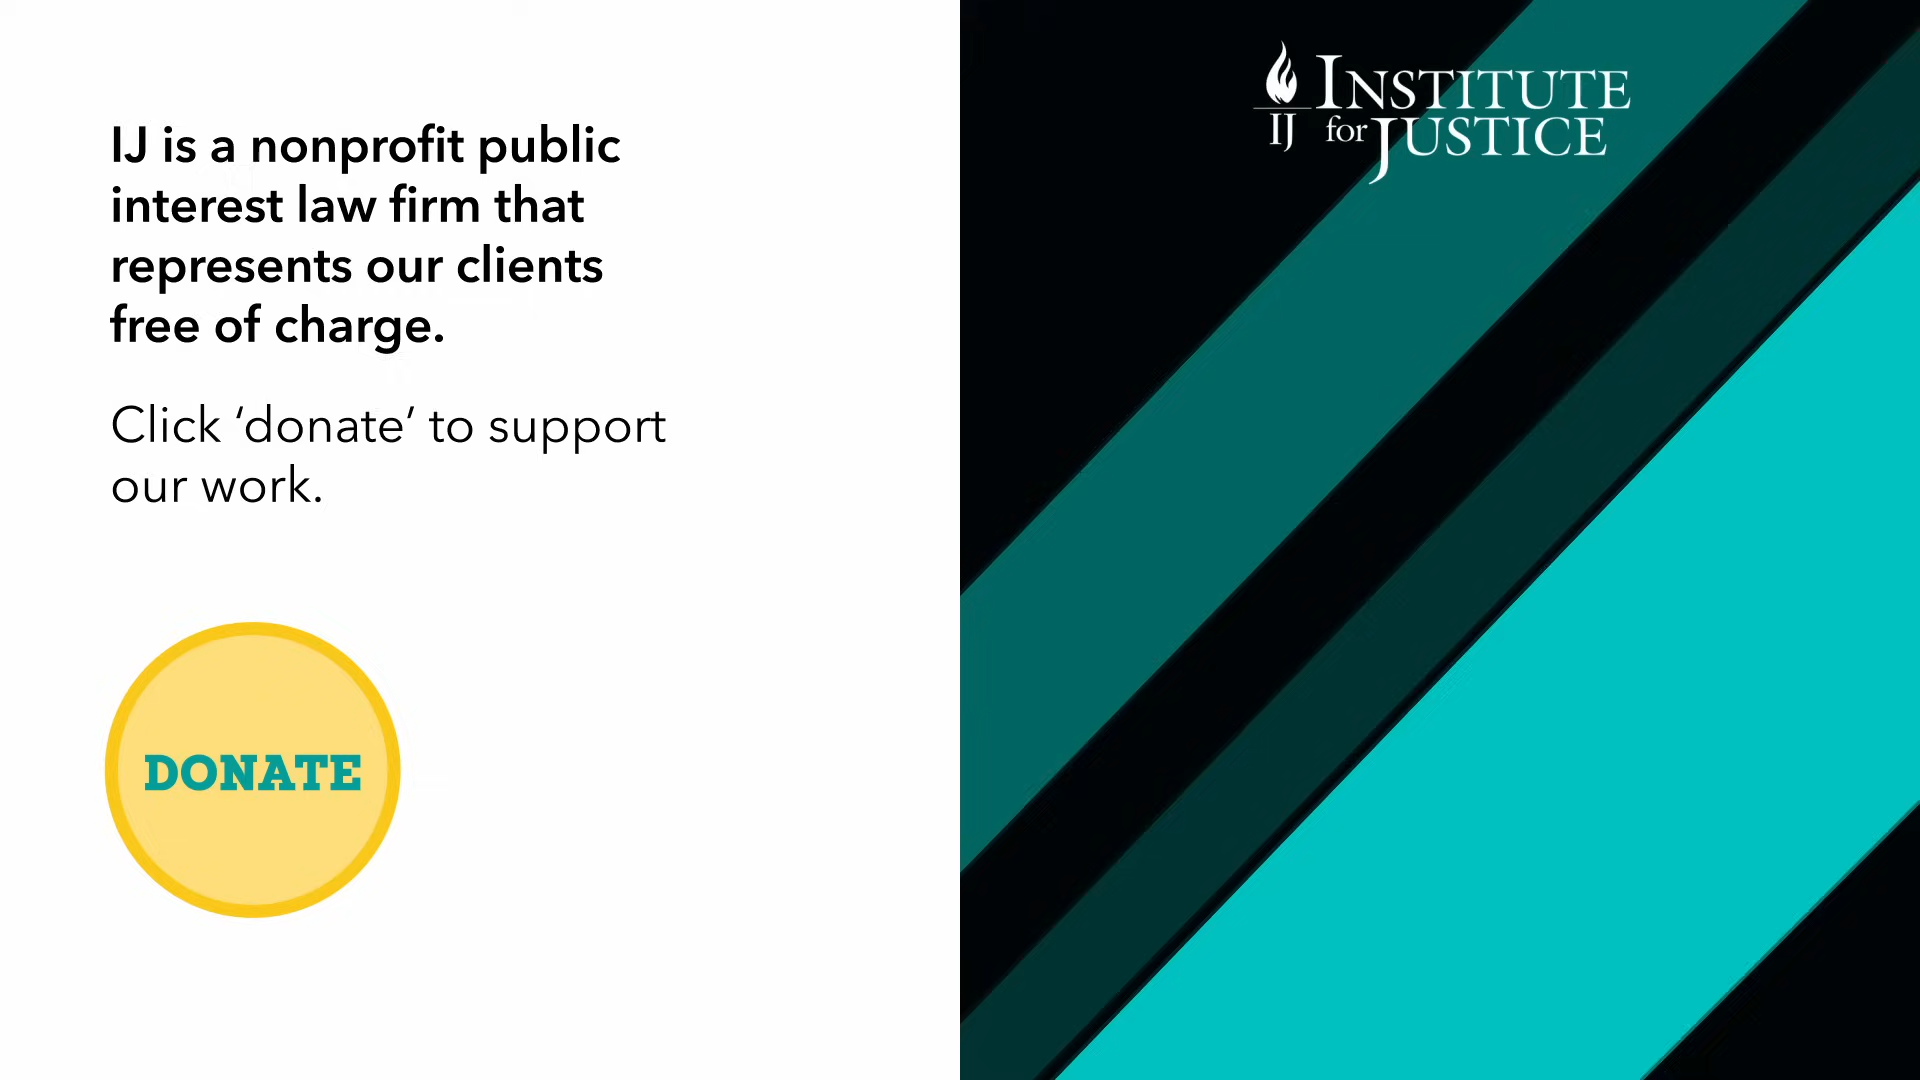 IJ is a nonprofit public
interest law firm that
represents our clients
free of charge.
Click ‘donate’ to support
our work.
DONATE
INSTITUTE
IJ for JUSTICE